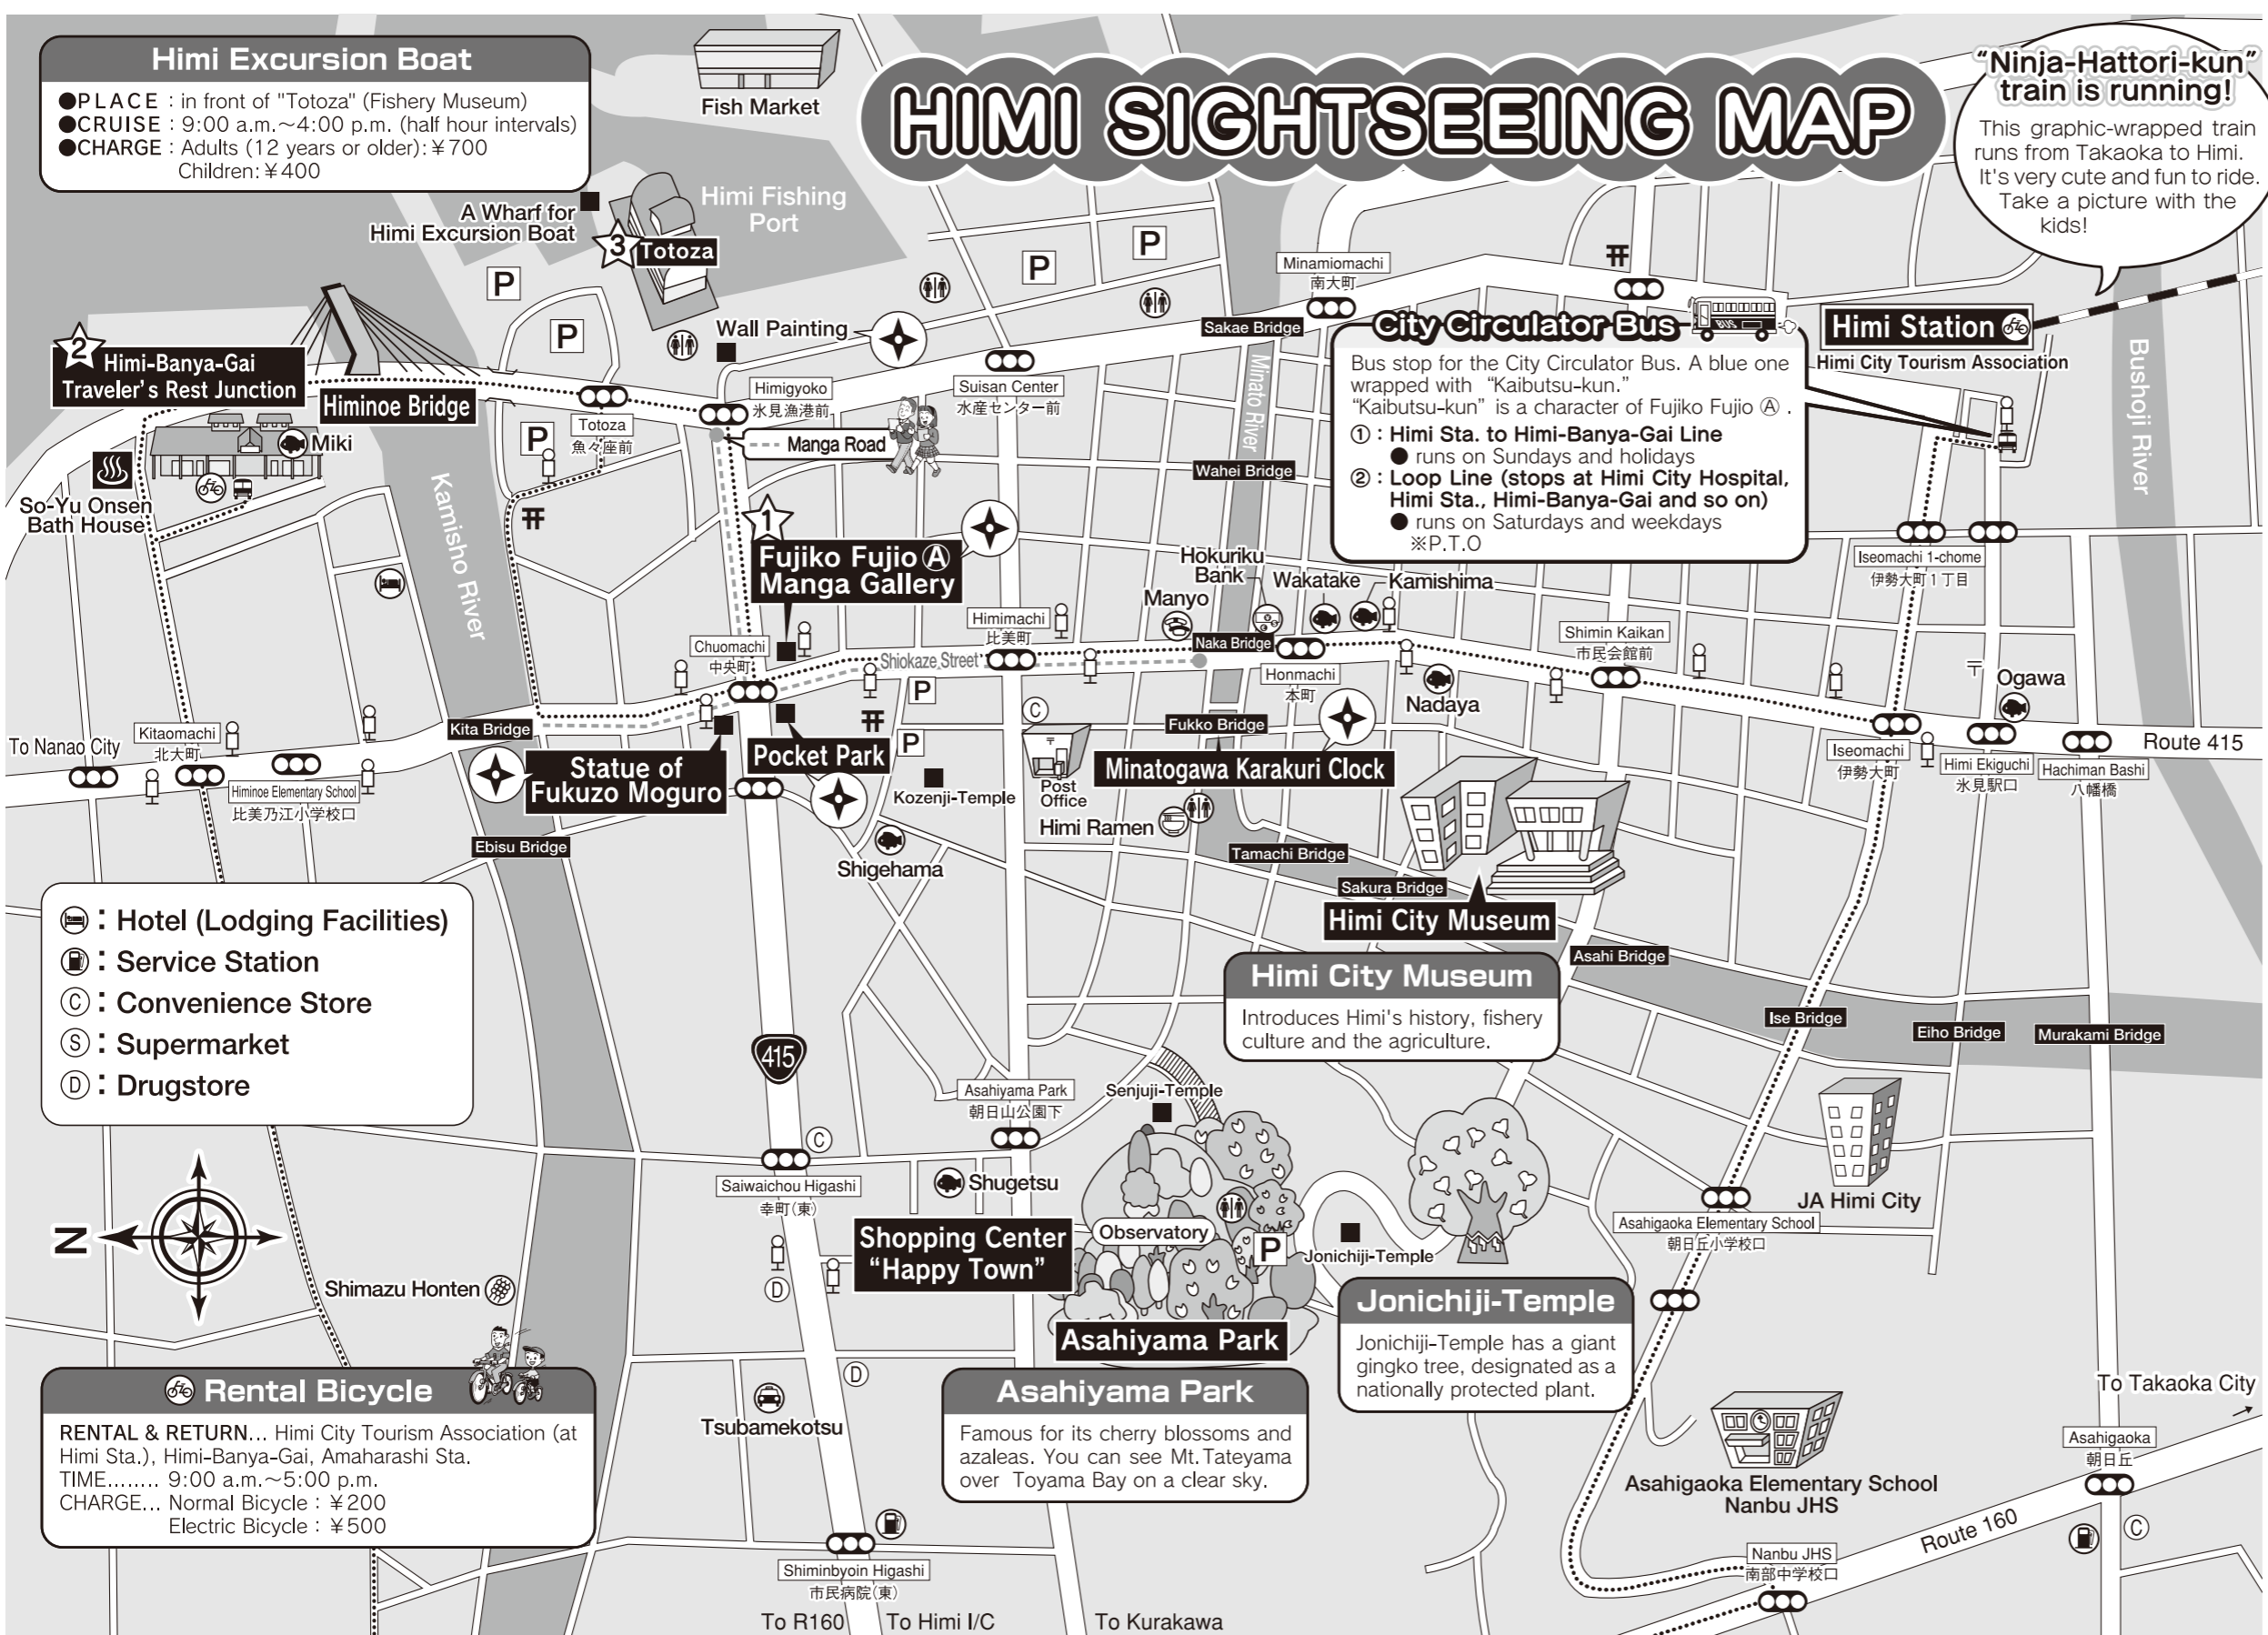 HIMI SIGHTSEEING MAP
Himi Excursion Boat
●PLACE : in front of "Totoza" (Fishery Museum)
●CRUISE : 9:00 a.m.～4:00 p.m. (half hour intervals)
●CHARGE : Adults (12 years or older):¥700
Children:¥400
Fish Market
“Ninja-Hattori-kun”
train is running!
This graphic-wrapped train
runs from Takaoka to Himi.
It's very cute and fun to ride.
Take a picture with the
kids!
A Wharf for
Himi Excursion Boat
Himi Fishing
Port
3
Totoza
P
P
P
P
P
Wall Painting
Minamiomachi
南大町
Sakae Bridge
2
Himi-Banya-Gai
Traveler's Rest Junction
Himinoe Bridge
Miki
So-Yu Onsen
Bath House
Totoza
魚々座前
Himigyoko
氷見漁港前
Manga Road
Suisan Center
水産センター前
Minato River
Wahei Bridge
Kamisho River
City Circulator Bus
BUS
Bus stop for the City Circulator Bus. A blue one
wrapped with “Kaibutsu-kun.”
“Kaibutsu-kun” is a character of Fujiko Fujio Ⓐ .
① : Himi Sta. to Himi-Banya-Gai Line
● runs on Sundays and holidays
② : Loop Line (stops at Himi City Hospital,
Himi Sta., Himi-Banya-Gai and so on)
● runs on Saturdays and weekdays
※P.T.O
Himi Station
Himi City Tourism Association
Bushoji River
Iseomachi 1-chome
伊勢大町1丁目
1
Fujiko Fujio Ⓐ
Manga Gallery
Hokuriku
Bank
Wakatake
Kamishima
Manyo
Himimachi
比美町
Chuomachi
中央町
Shiokaze Street
Naka Bridge
Honmachi
本町
Shimin Kaikan
市民会館前
Nadaya
〒
Ogawa
P
P
C
Kita Bridge
To Nanao City
Kitaomachi
北大町
Himinoe Elementary School
比美乃江小学校口
Statue of
Fukuzo Moguro
Pocket Park
Kozenji-Temple
〒
Post
Office
Fukko Bridge
Minatogawa Karakuri Clock
Iseomachi
伊勢大町
Himi Ekiguchi
氷見駅口
Hachiman Bashi
八幡橋
Route 415
Himi Ramen
Ebisu Bridge
Shigehama
Tamachi Bridge
Sakura Bridge
Himi City Museum
: Hotel (Lodging Facilities)
: Service Station
Ⓒ : Convenience Store
Ⓢ : Supermarket
Ⓓ : Drugstore
Himi City Museum
Introduces Himi's history, fishery
culture and the agriculture.
Asahi Bridge
Ise Bridge
Eiho Bridge
Murakami Bridge
415
Asahiyama Park
朝日山公園下
Senjuji-Temple
C
Saiwaichou Higashi
幸町(東)
Shugetsu
Shopping Center
“Happy Town”
D
Observatory
P
Jonichiji-Temple
JA Himi City
Asahigaoka Elementary School
朝日丘小学校口
N
Shimazu Honten
Asahiyama Park
Jonichiji-Temple
Jonichiji-Temple has a giant
gingko tree, designated as a
nationally protected plant.
Rental Bicycle
RENTAL & RETURN... Himi City Tourism Association (at
Himi Sta.), Himi-Banya-Gai, Amaharashi Sta.
TIME........ 9:00 a.m.～5:00 p.m.
CHARGE... Normal Bicycle : ¥200
Electric Bicycle : ¥500
D
Tsubamekotsu
Asahiyama Park
Famous for its cherry blossoms and
azaleas. You can see Mt.Tateyama
over Toyama Bay on a clear sky.
To Takaoka City
Asahigaoka
朝日丘
C
Asahigaoka Elementary School
Nanbu JHS
Route 160
Nanbu JHS
南部中学校口
Shiminbyoin Higashi
市民病院(東)
To R160
To Himi I/C
To Kurakawa